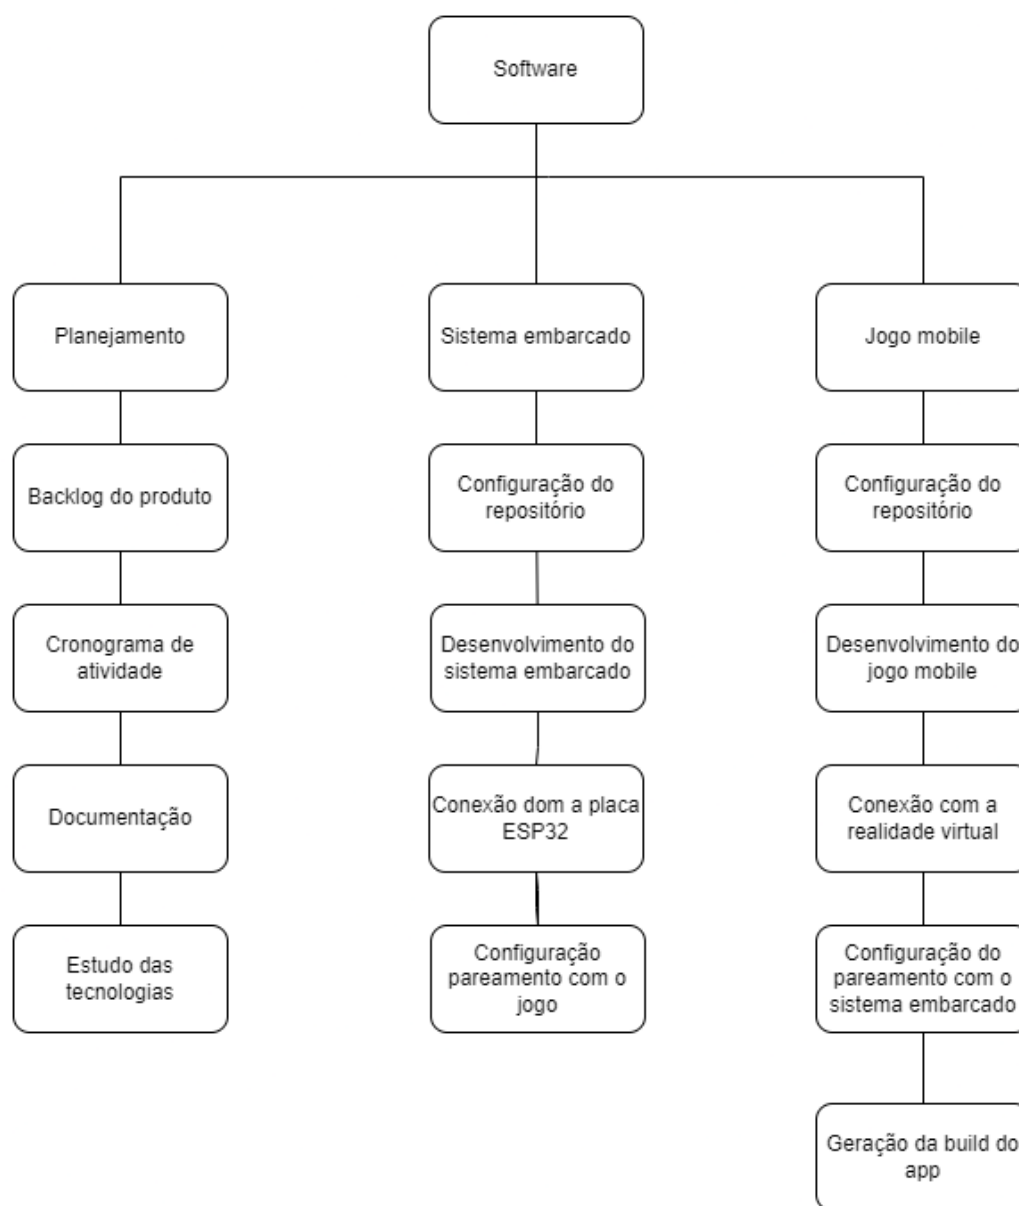 Software
Planejamento
Sistema embarcado
Jogo mobile
Backlog do produto
Configuração do
repositório
Configuração do
repositório
Cronograma de
atividade
Desenvolvimento do
sistema embarcado
Desenvolvimento do
jogo mobile
Documentação
Conexão dom a placa
ESP32
Conexão com a
realidade virtual
Estudo das
tecnologias
Configuração
pareamento com o
jogo
Configuração do
pareamento com o
sistema embarcado
Geração da build do
app